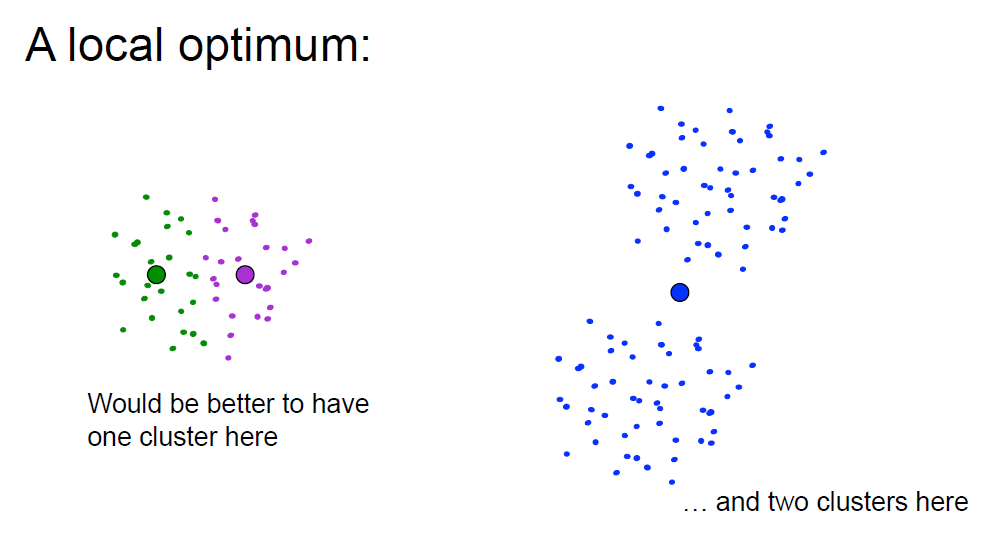 A local optimum:
Would be better to have
one cluster here
… and two clusters here